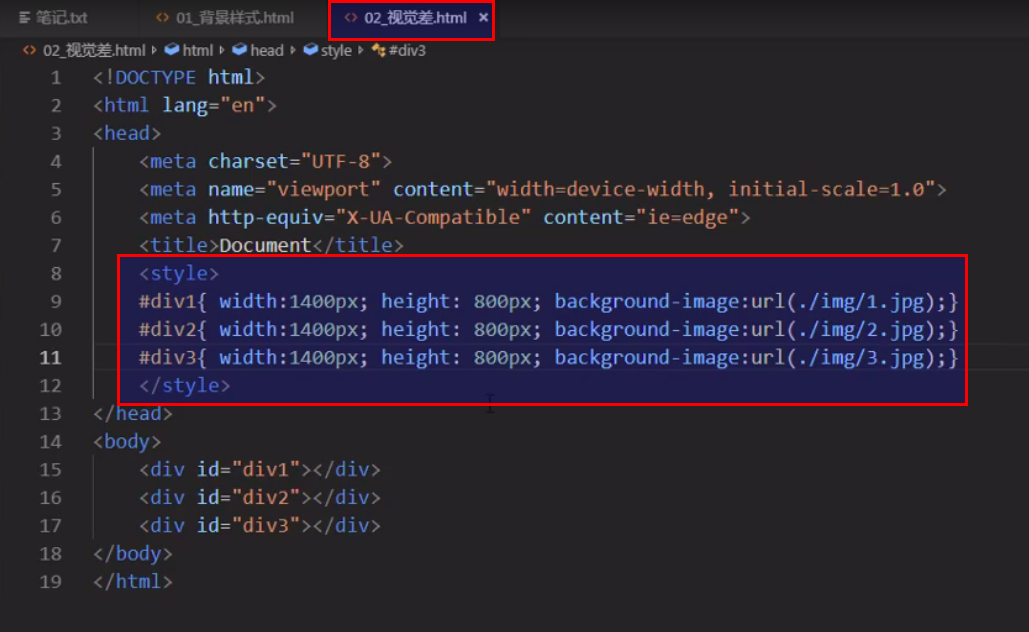 笔记.txt 01_背景样式.html 02_视觉差.html ×
02_视觉差.html html head style #div3
1 <!DOCTYPE html>
2 <html lang="en">
3 <head>
4 <meta charset="UTF-8">
5 <meta name="viewport" content="width=device-width, initial-scale=1.0">
6 <meta http-equiv="X-UA-Compatible" content="ie=edge">
7 <title>Document</title>
8 <style>
9 #div1{ width:1400px; height: 800px; background-image:url(./img/1.jpg);}
10 #div2{ width:1400px; height: 800px; background-image:url(./img/2.jpg);}
11 #div3{ width:1400px; height: 800px; background-image:url(./img/3.jpg);}
12 </style>
13 </head>
14 <body>
15 <div id="div1"></div>
16 <div id="div2"></div>
17 <div id="div3"></div>
18 </body>
19 </html>